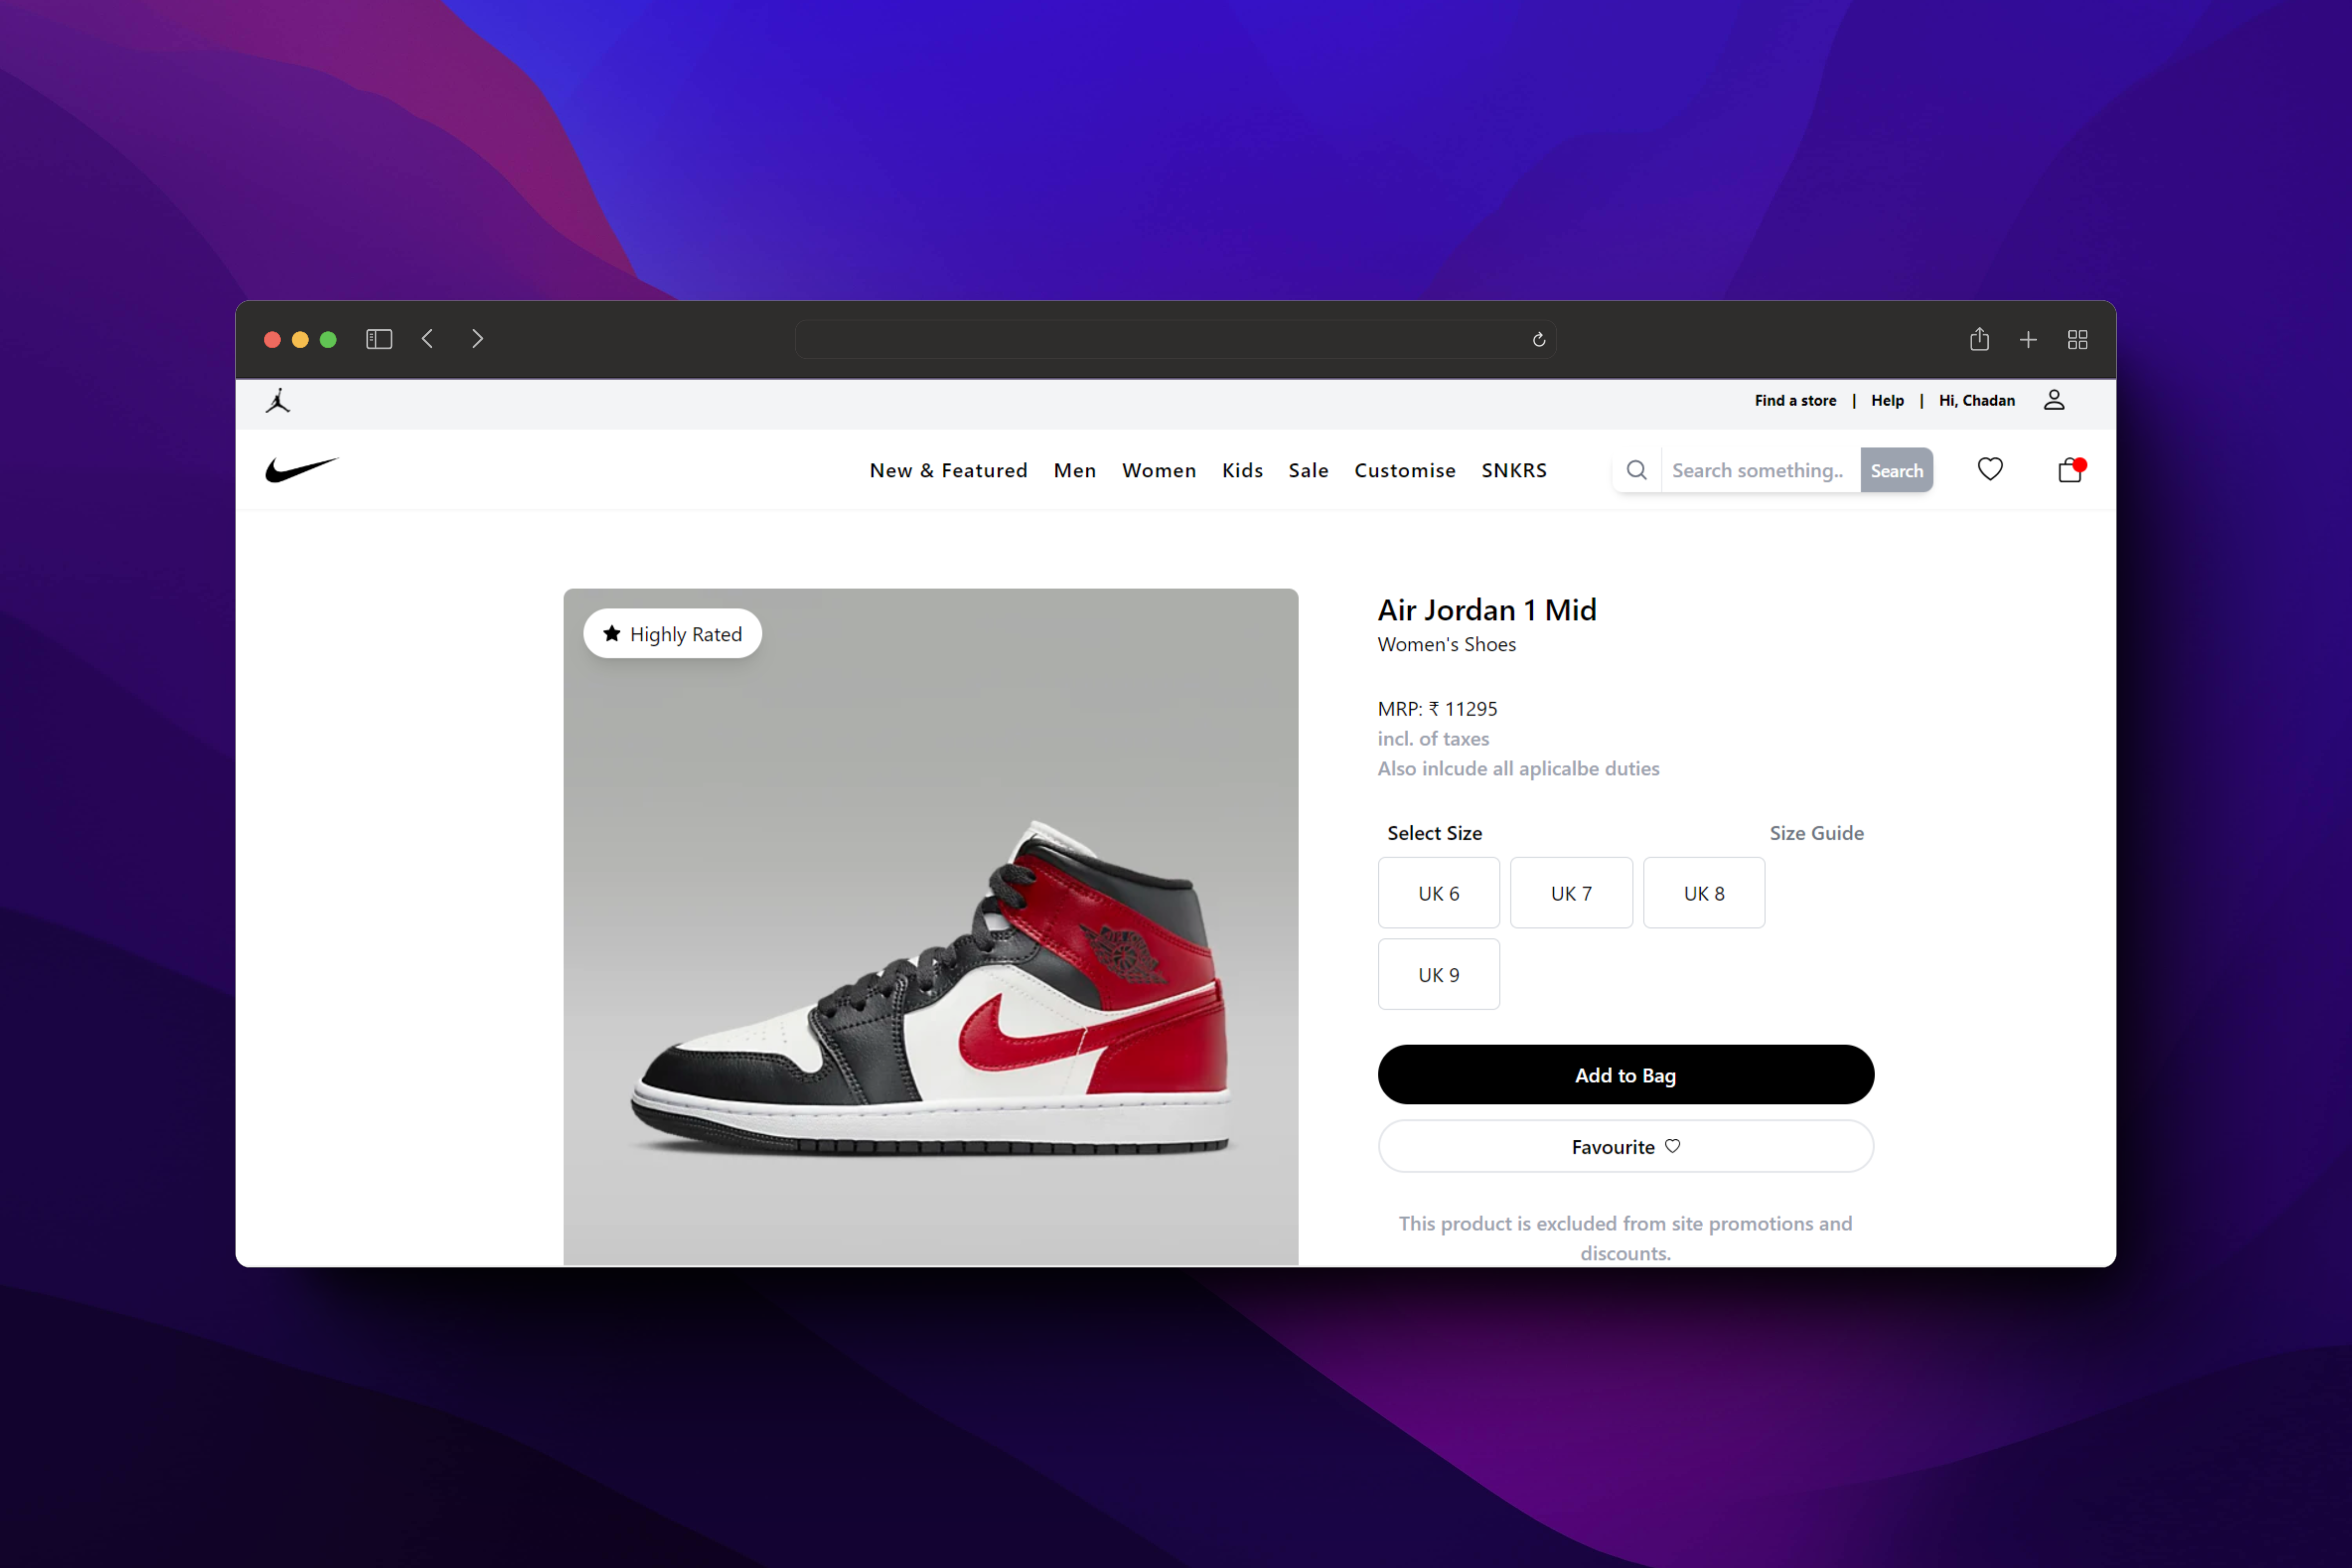 Find a store | Help | Hi, Chadan
New & Featured Men Women Kids Sale Customise SNKRS Search something.. Search
Highly Rated
Air Jordan 1 Mid
Women's Shoes
MRP: ₹ 11295
incl. of taxes
Also inlcude all aplicalbe duties
Select Size Size Guide
UK 6 UK 7 UK 8
UK 9
Add to Bag
Favourite
This product is excluded from site promotions and
discounts.